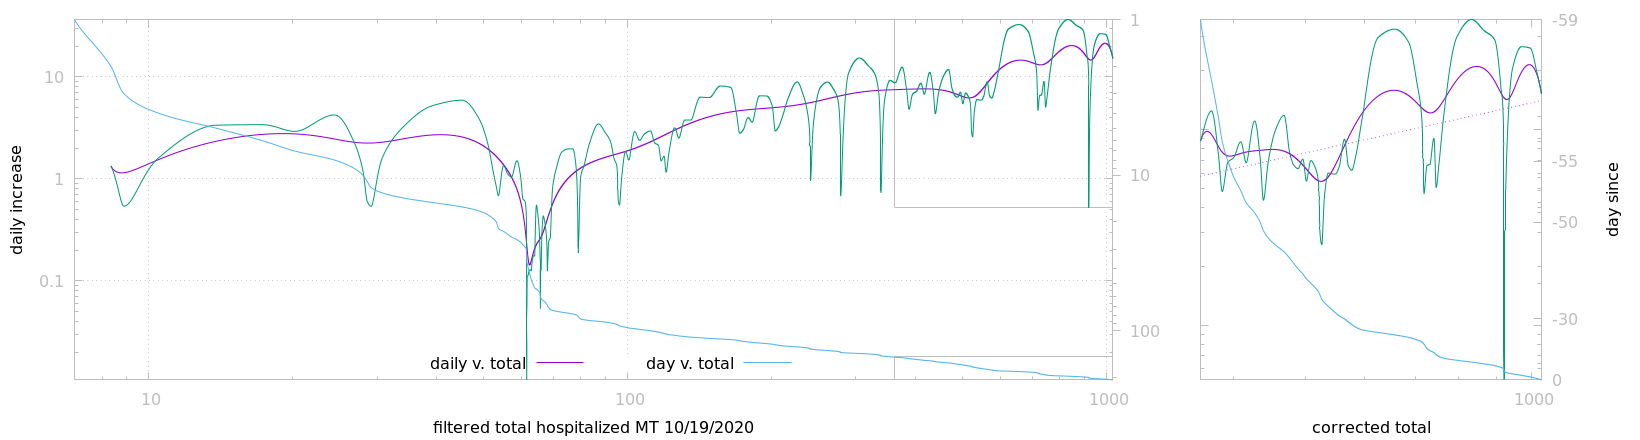 daily increase
10
1
0.1
1
10
100
daily v. total
day v. total
10
100
1000
filtered total hospitalized MT 10/19/2020
-59
-55
-50
-30
0
day since
1000
corrected total